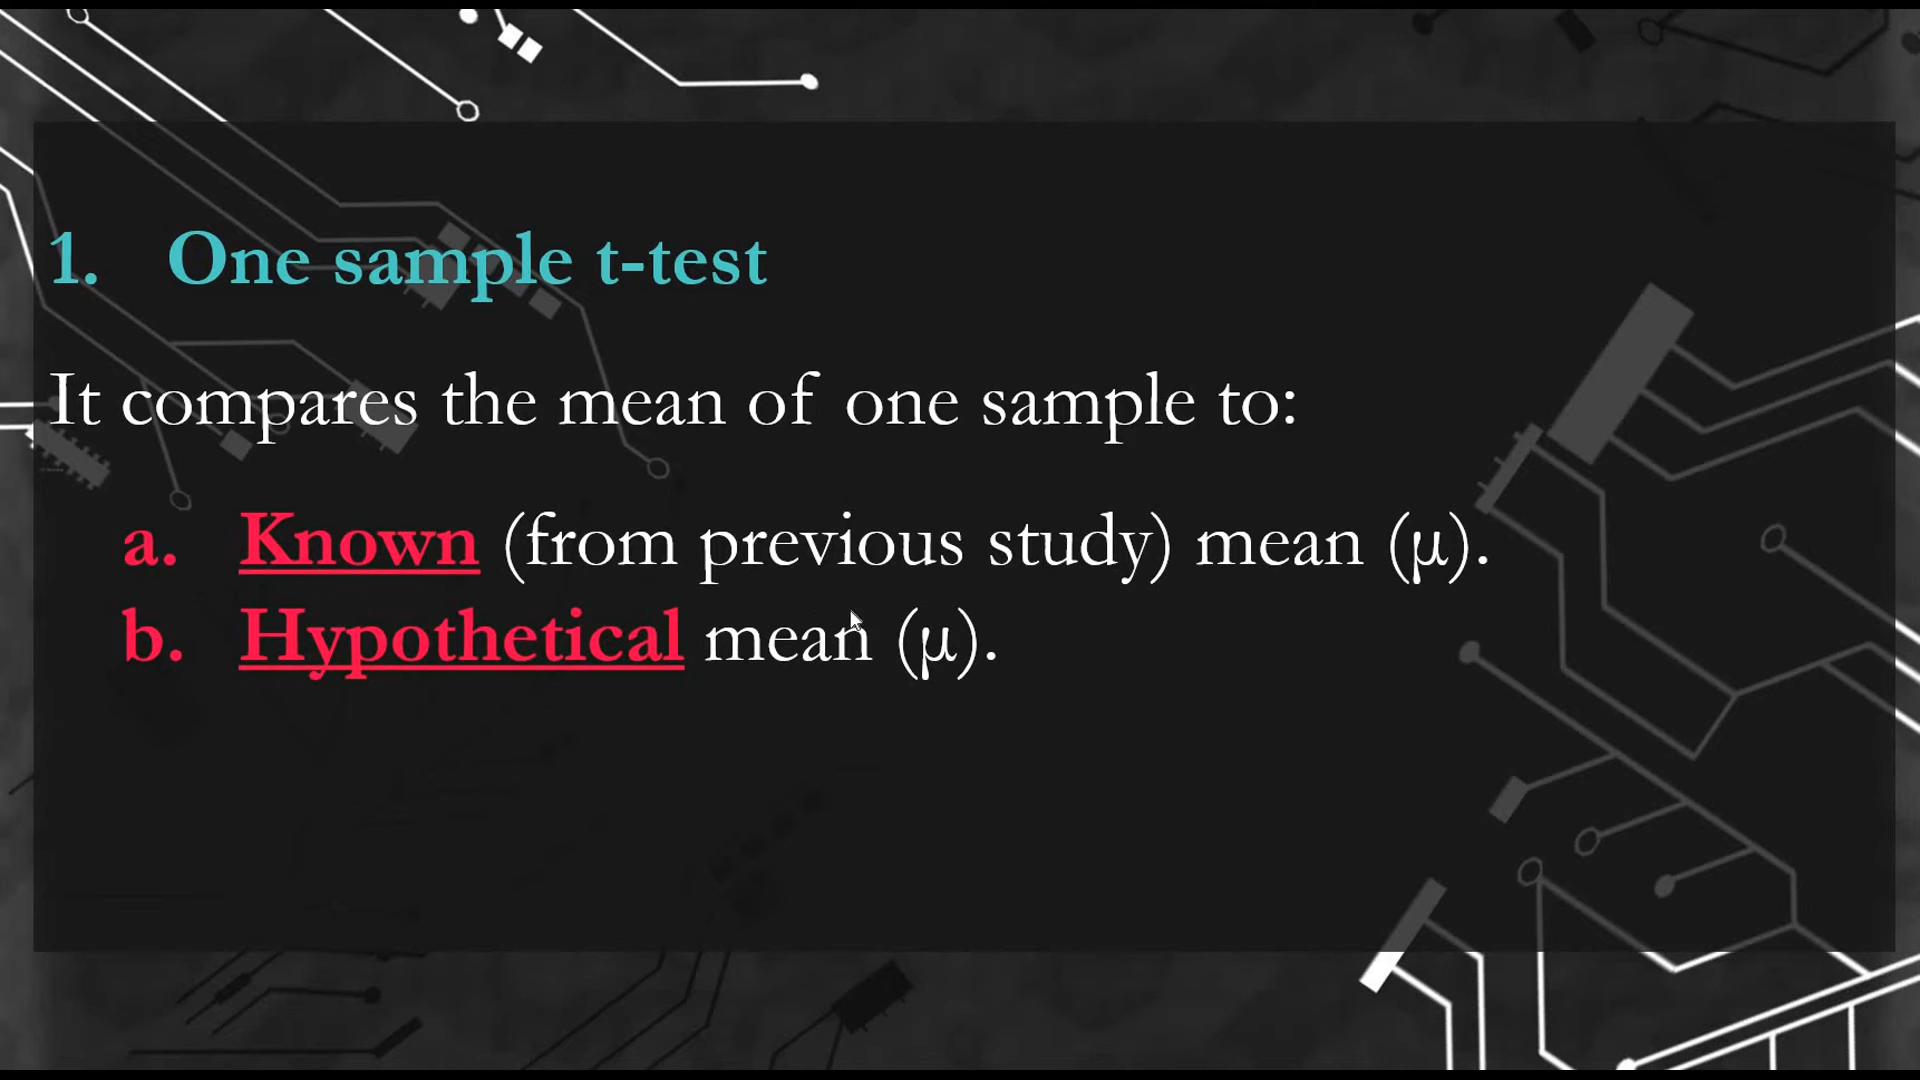 1. One sample t-test
It compares the mean of one sample to:
a. Known (from previous study) mean (μ).
b. Hypothetical mean (μ).